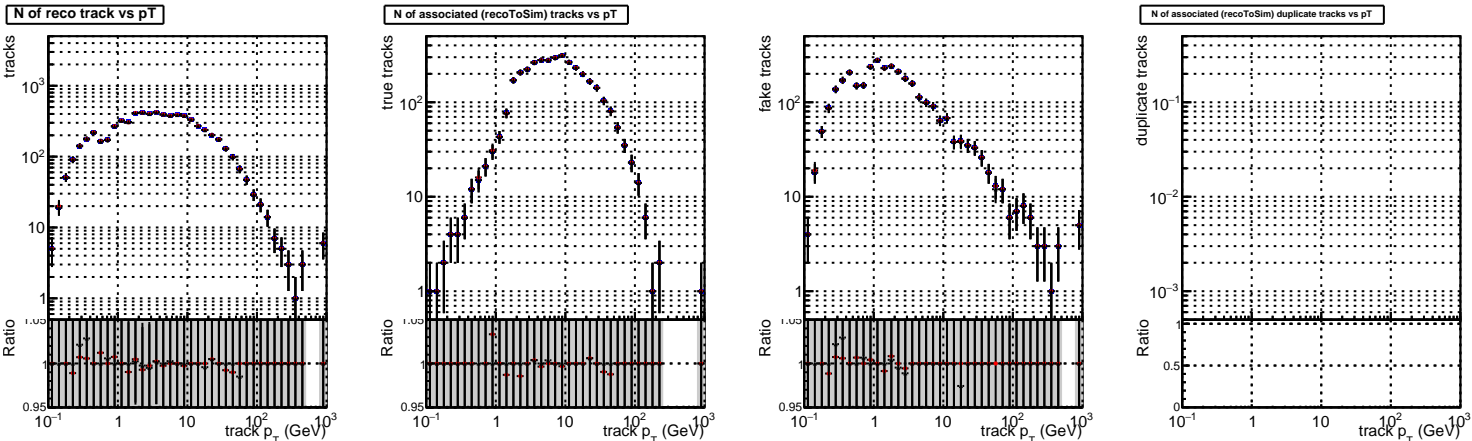 N of reco track vs pT
tracks
10³
10²
10
1
Ratio
1.05
1
0.95
10⁻¹ 1 10 10² 10³
track p_T (GeV)
N of associated (recoToSim) tracks vs pT
true tracks
10²
10
1
Ratio
1.05
1
0.95
10⁻¹ 1 10 10² 10³
track p_T (GeV)
fake tracks
10²
10
1
Ratio
1.05
1
0.95
10⁻¹ 1 10 10² 10³
track p_T (GeV)
N of associated (recoToSim) duplicate tracks vs pT
duplicate tracks
10⁻¹
10⁻²
10⁻³
Ratio
1
0.5
0
10⁻¹ 1 10 10² 10³
track p_T (GeV)